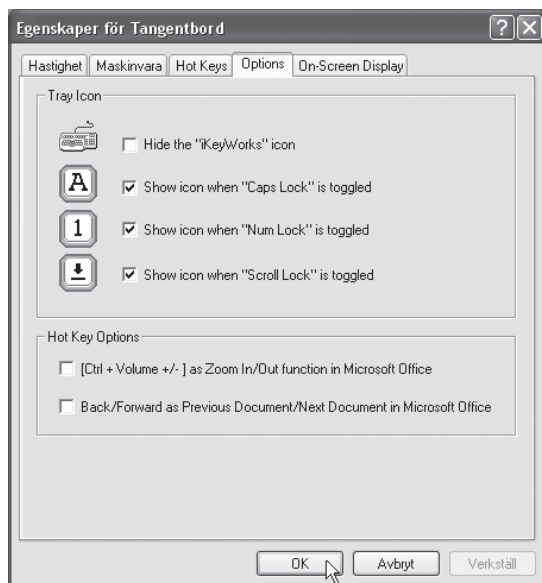 Egenskaper för Tangentbord
Hastighet Maskinvara Hot Keys Options On-Screen Display
Tray Icon
Hide the "iKeyWorks" icon
A
Show icon when "Caps Lock" is toggled
1
Show icon when "Num Lock" is toggled
Show icon when "Scroll Lock" is toggled
Hot Key Options
[Ctrl + Volume +/- ] as Zoom In/Out function in Microsoft Office
Back/Forward as Previous Document/Next Document in Microsoft Office
OK Avbryt Verkställ